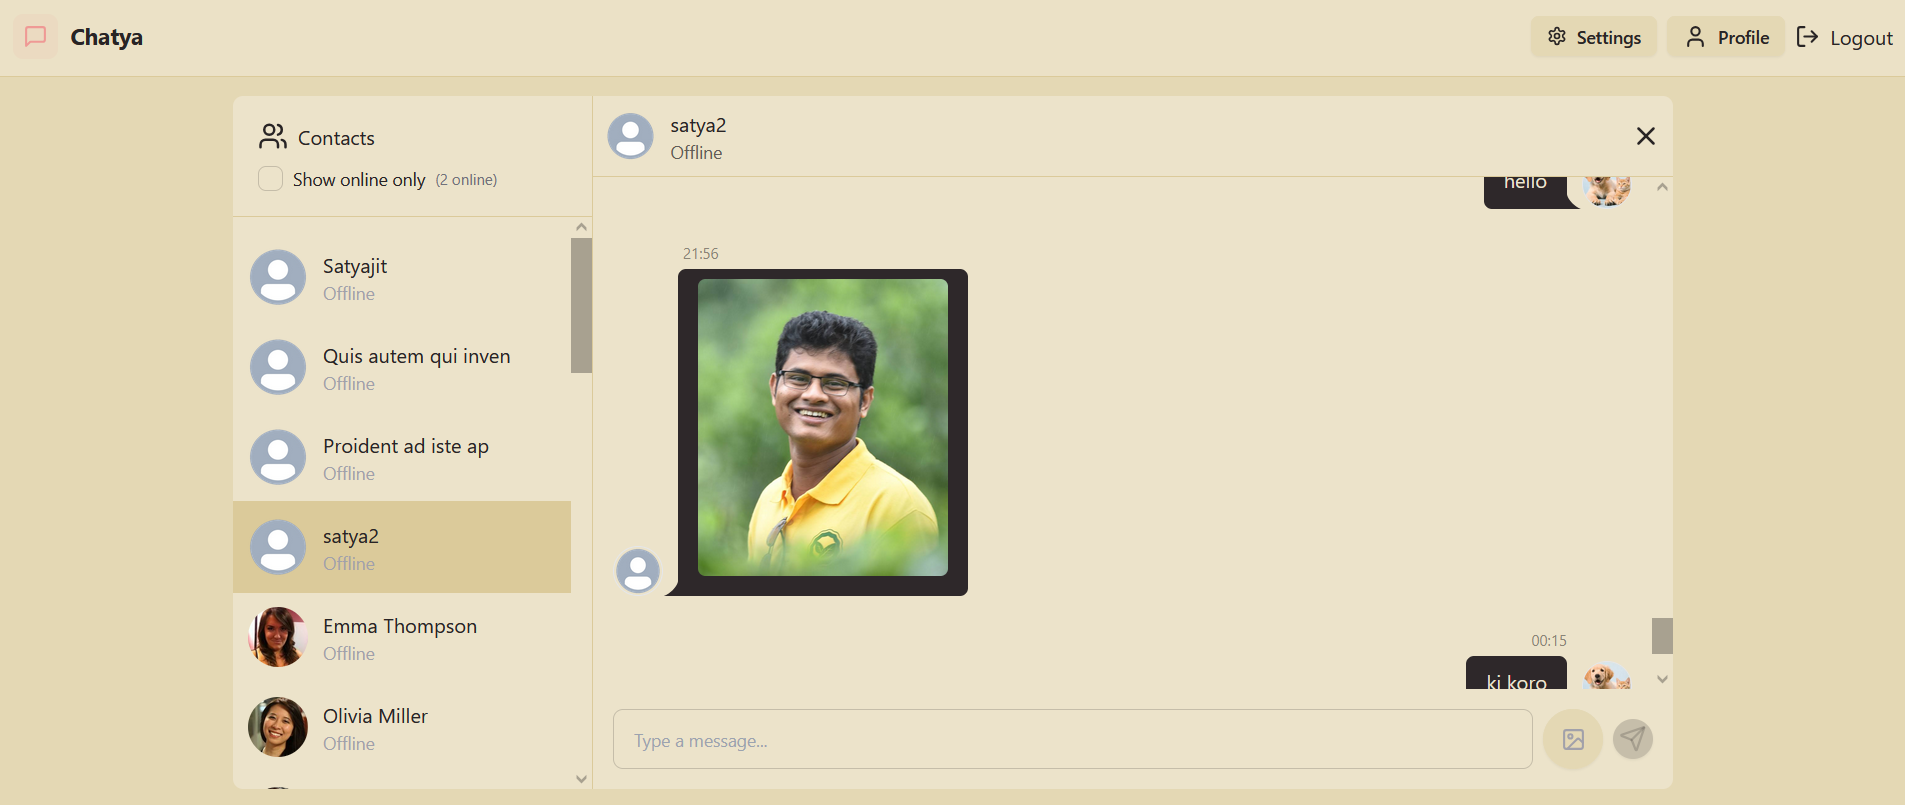 Chatya
Settings
Profile
Logout
Contacts
Show online only (2 online)
Satyajit
Offline
Quis autem qui inven
Offline
Proident ad iste ap
Offline
satya2
Offline
Emma Thompson
Offline
Olivia Miller
Offline
satya2
Offline
hello
21:56
00:15
ki koro
Type a message...